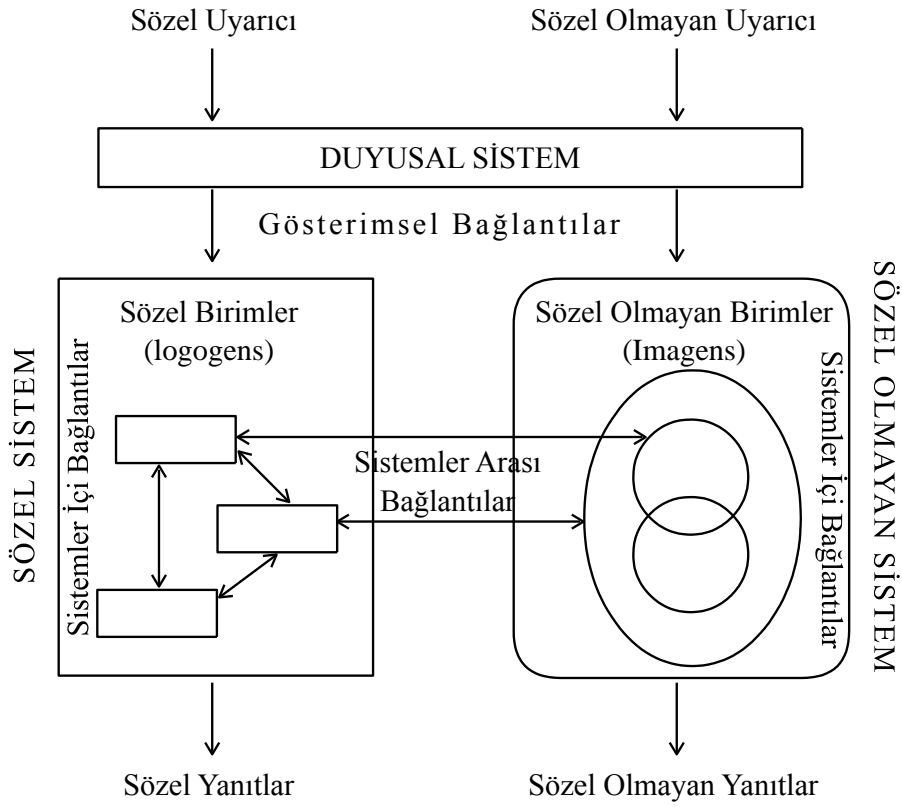 Sözel Uyarıcı
Sözel Olmayan Uyarıcı
DUYUSAL SİSTEM
Gösterimsel Bağlantılar
SÖZEL SİSTEM
Sözel Birimler
(logogens)
Sistemler İçi Bağlantılar
Sistemler Arası
Bağlantılar
Sözel Olmayan Birimler
(Imagens)
Sistemler İçi Bağlantılar
SÖZEL OLMAYAN SİSTEM
Sözel Yanıtlar
Sözel Olmayan Yanıtlar